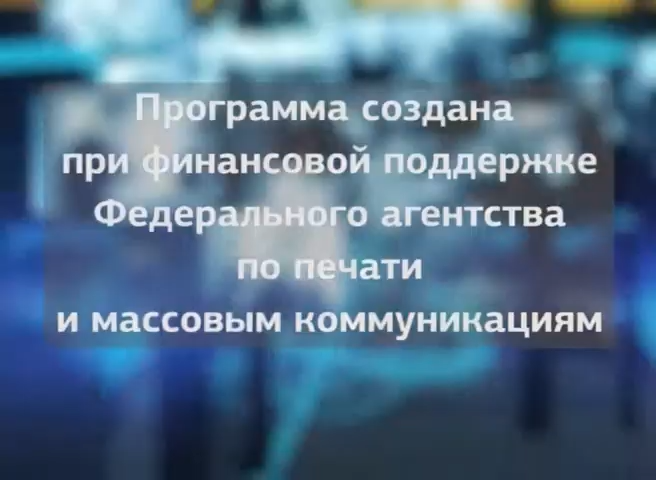 Программа создана
при финансовой поддержке
Федерального агентства
по печати
и массовым коммуникациям